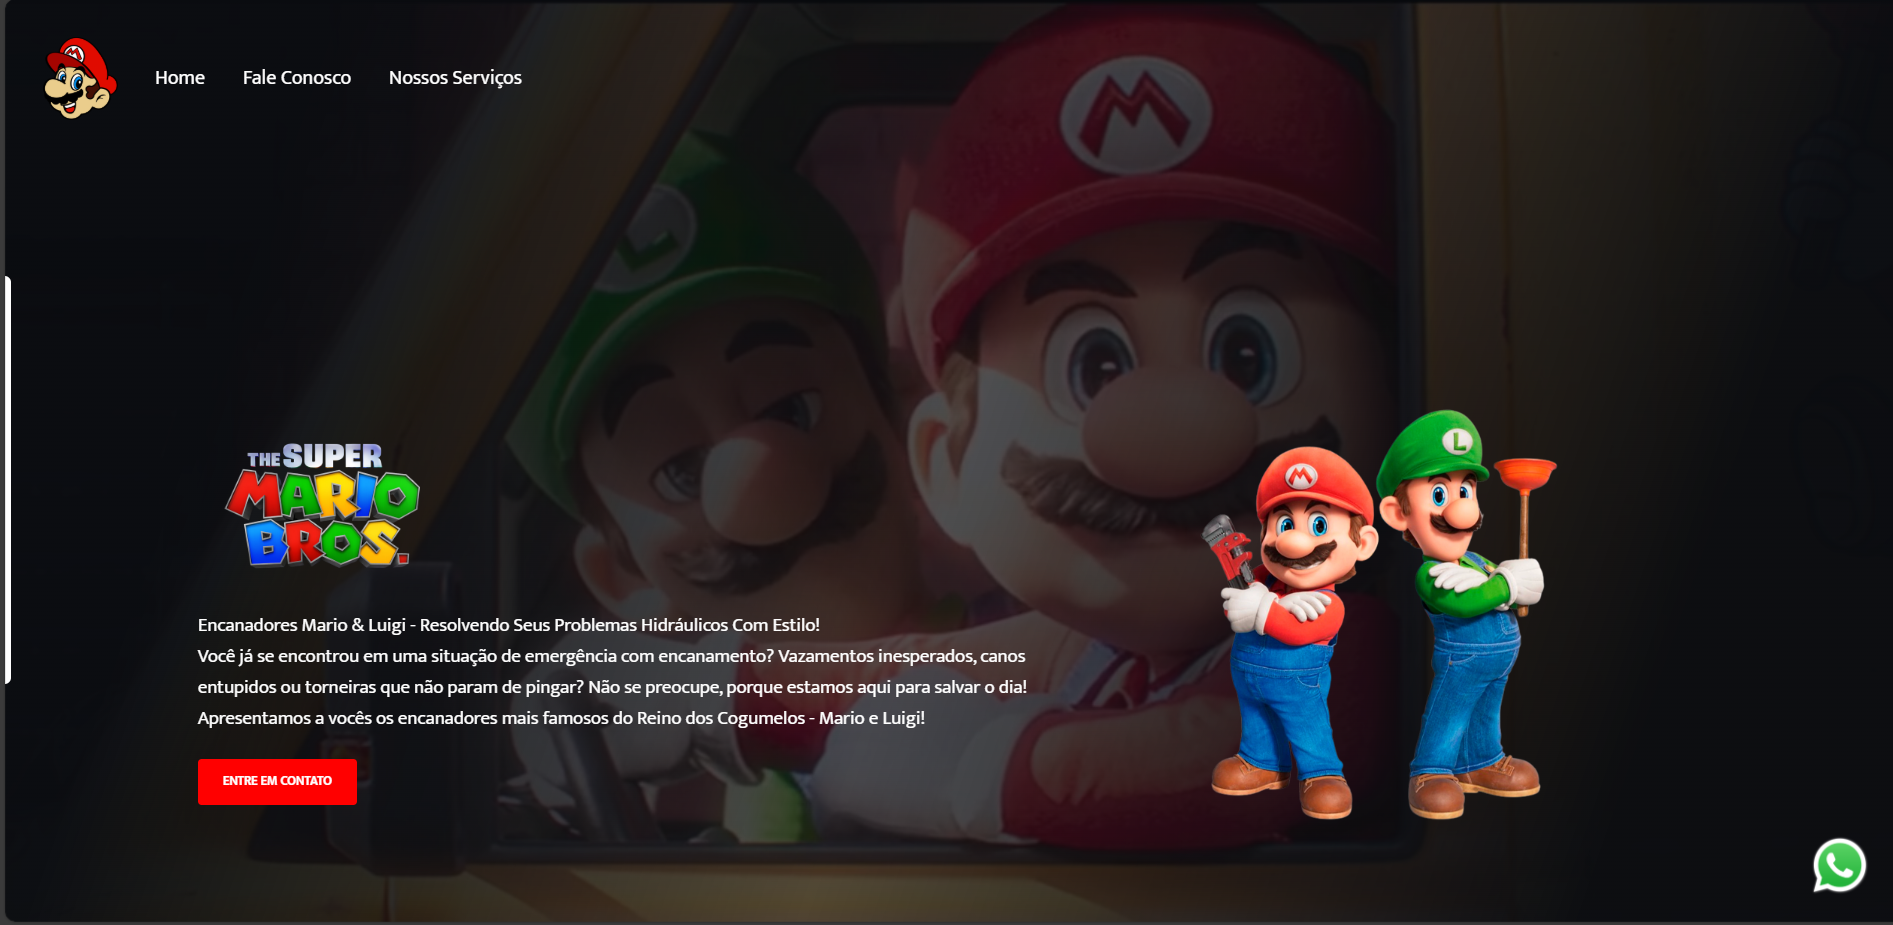 Home
Fale Conosco
Nossos Serviços
M
L
M
THE SUPER
MARIO
BROS.
M
L
Encanadores Mario & Luigi - Resolvendo Seus Problemas Hidráulicos Com Estilo!
Você já se encontrou em uma situação de emergência com encanamento? Vazamentos inesperados, canos
entupidos ou torneiras que não param de pingar? Não se preocupe, porque estamos aqui para salvar o dia!
Apresentamos a vocês os encanadores mais famosos do Reino dos Cogumelos - Mario e Luigi!
ENTRE EM CONTATO